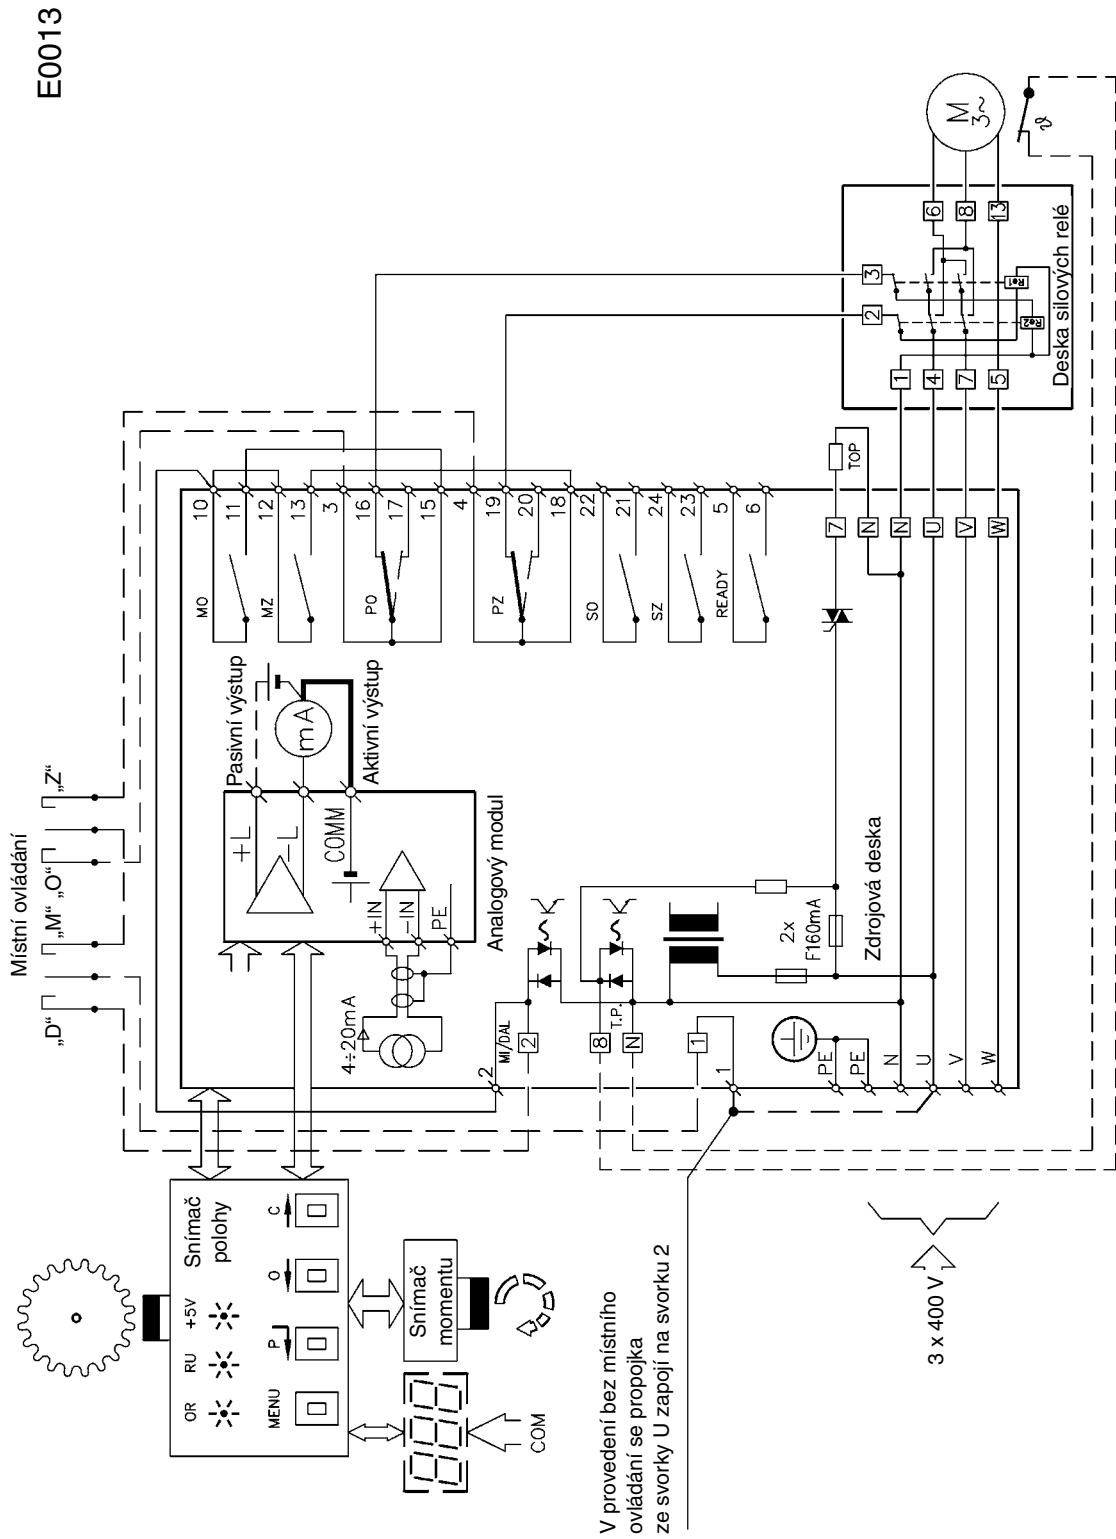 E0013
Místní ovládání
„D“
„M“
„O“
„Z“
Snímač
polohy
OR
RU
+5V
MENU
P
O
C
Snímač
momentu
COM
Pasivní výstup
Aktivní výstup
mA
+L
-L
COMM
+IN
-IN
PE
Analogový modul
4÷20mA
MO
MZ
PO
PZ
SO
SZ
READY
10
11
12
13
3
16
17
15
4
19
20
18
22
21
24
23
5
6
2
MI/DAL
2
8
T.P.
N
1
1
PE
PE
N
U
V
W
2x
F160mA
Zdrojová deska
TOP
7
N
N
U
V
W
3
2
1
4
7
5
6
8
13
Re1
Re2
Deska silových relé
M
3~
ϑ
V provedení bez místního
ovládání se propojka
ze svorky U zapojí na svorku 2
3 x 400 V